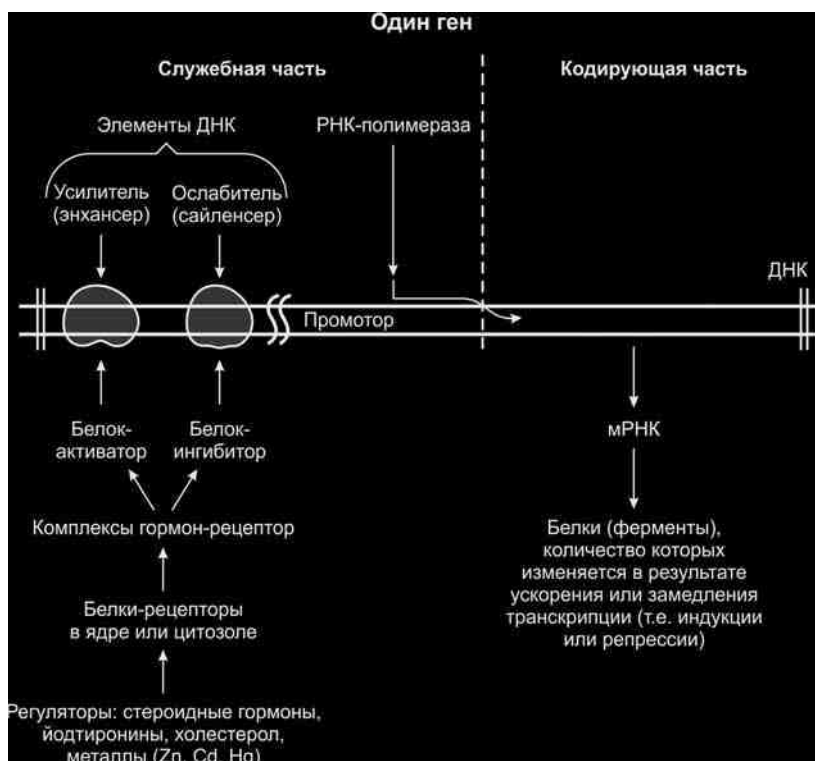 Один ген
Служебная часть
Кодирующая часть
Элементы ДНК
РНК-полимераза
Усилитель
(энхансер)
Ослабитель
(сайленсер)
ДНК
Промотор
Белок-
активатор
Белок-
ингибитор
мРНК
Комплексы гормон-рецептор
Белки (ферменты),
количество которых
изменяется в результате
ускорения или замедления
транскрипции (т.е. индукции
или репрессии)
Белки-рецепторы
в ядре или цитозоле
Регуляторы: стероидные гормоны,
йодтиронины, холестерол,
металлы (Zn, Cd, Hg)